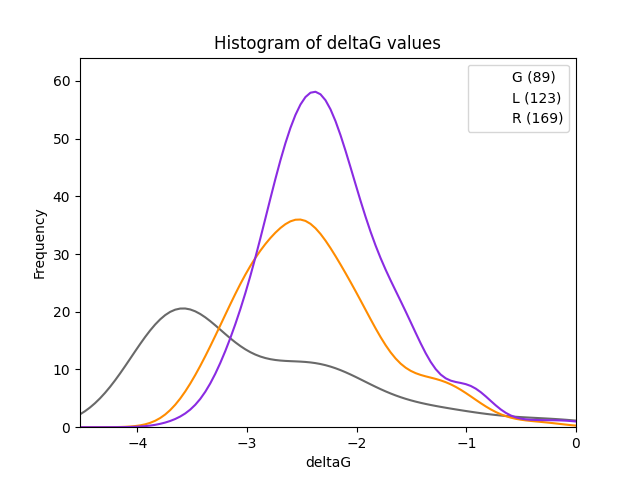 Histogram of deltaG values
G (89)
L (123)
R (169)
Frequency
60
50
40
30
20
10
0
−4
−3
−2
−1
0
deltaG